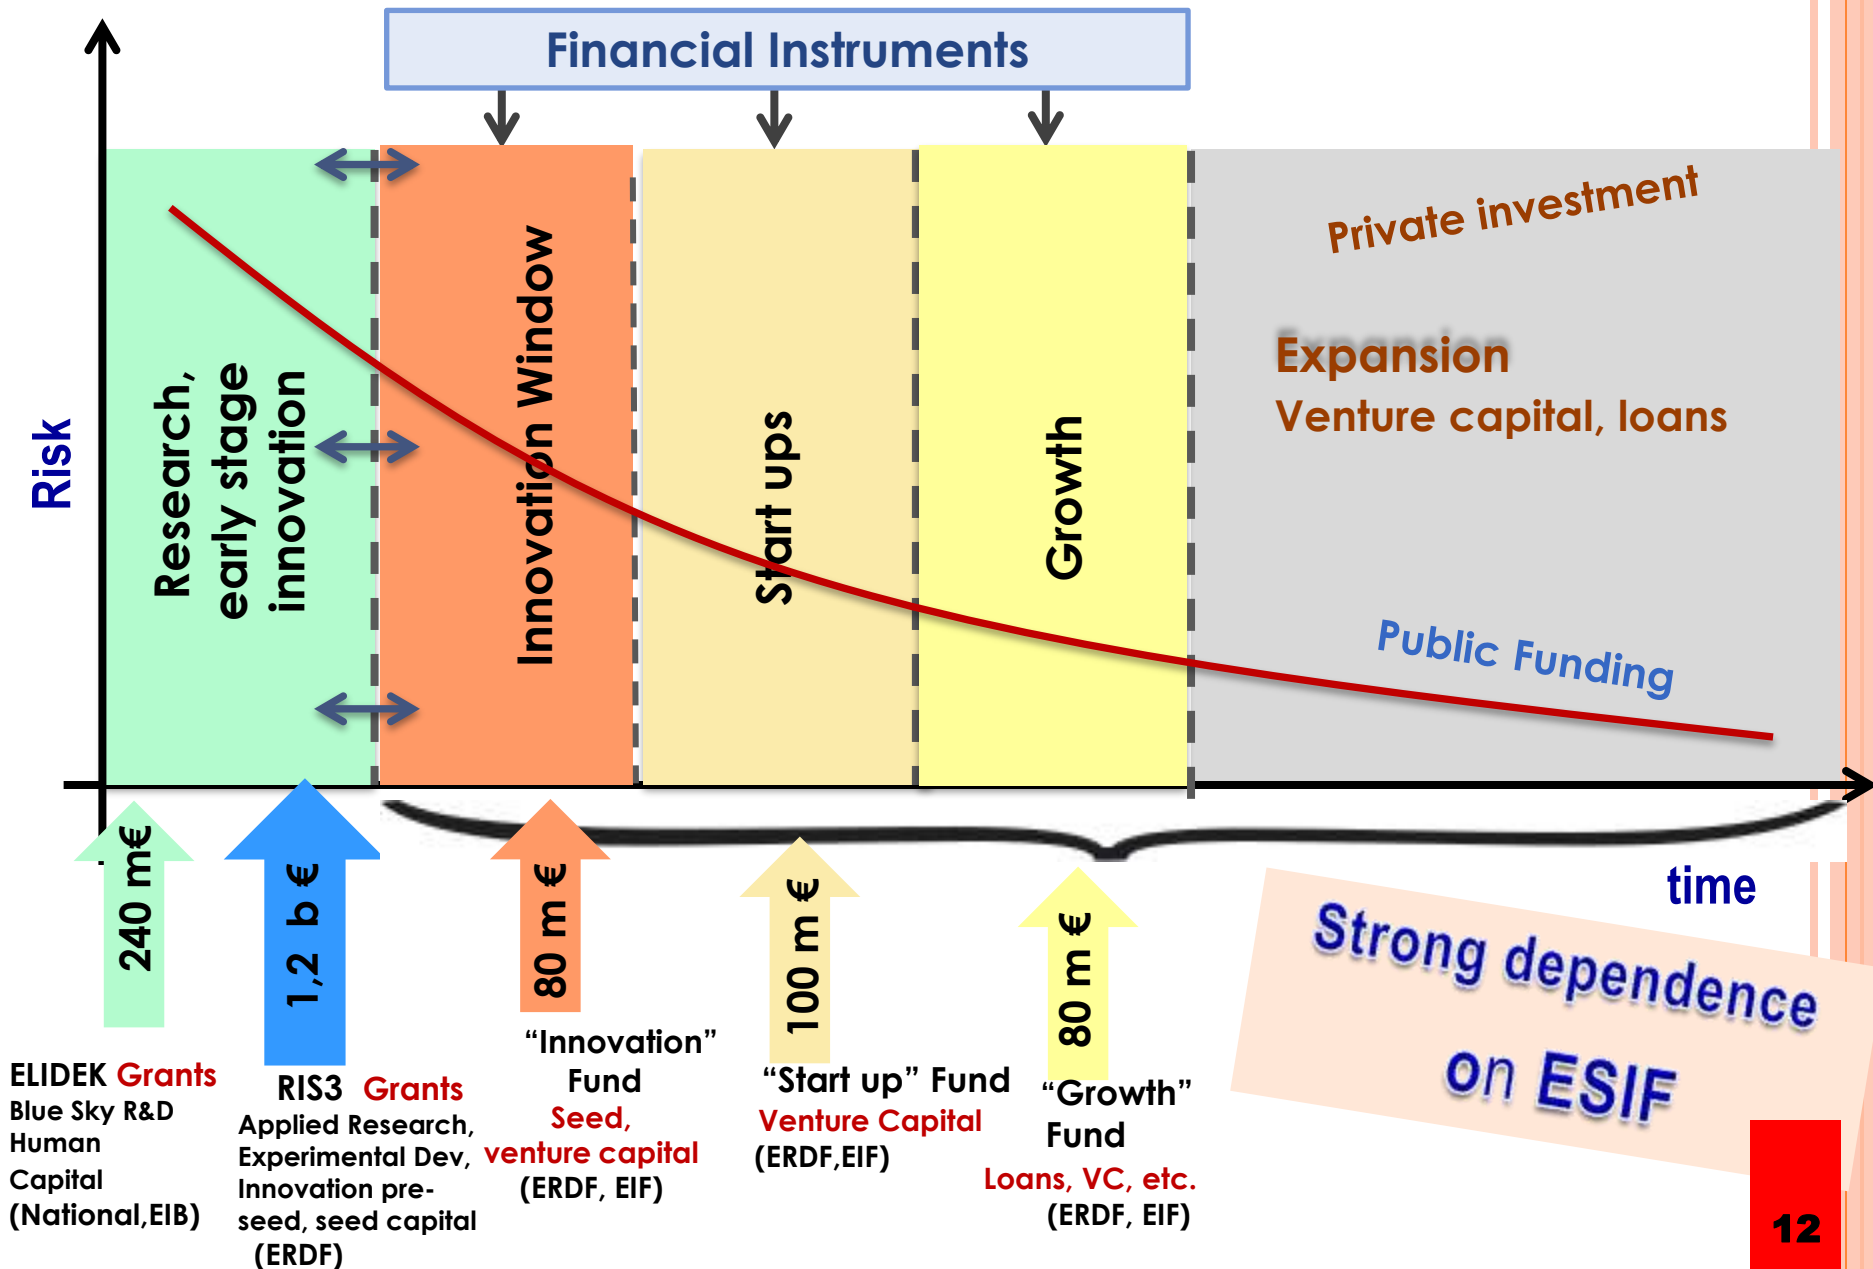 Financial Instruments
Risk
Research,
early stage
innovation
Innovation Window
Start ups
Growth
Private investment
Expansion
Venture capital, loans
Public Funding
time
240 m€
1,2 b €
80 m €
100 m €
80 m €
ELIDEK Grants
Blue Sky R&D
Human
Capital
(National,EIB)
RIS3 Grants
Applied Research,
Experimental Dev,
Innovation pre-
seed, seed capital
(ERDF)
“Innovation”
Fund
Seed,
venture capital
(ERDF, EIF)
“Start up” Fund
Venture Capital
(ERDF,EIF)
“Growth”
Fund
Loans, VC, etc.
(ERDF, EIF)
Strong dependence
on ESIF
12